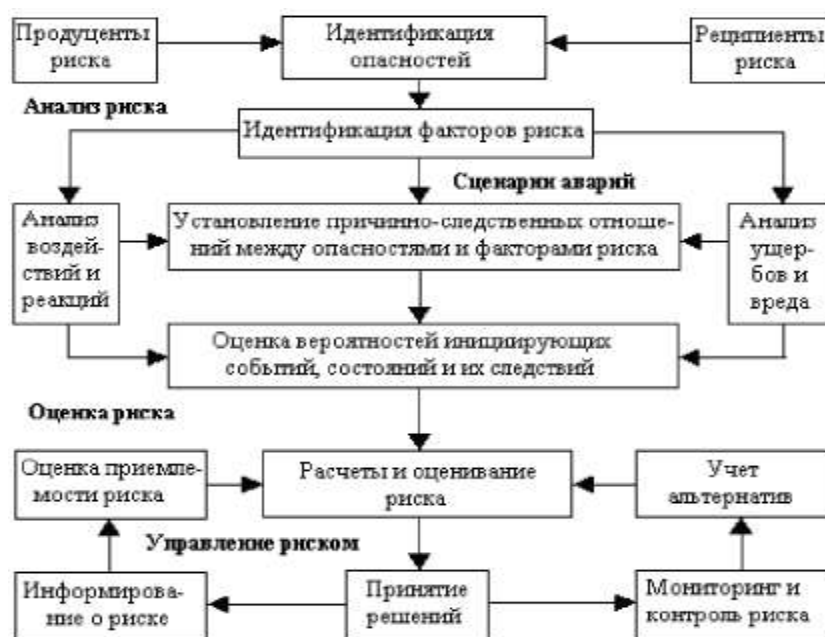 Продуценты
риска
Идентификация
опасностей
Реципиенты
риска
Анализ риска
Идентификация факторов риска
Сценарии аварий
Анализ
воздей-
ствий и
реакций
Установление причинно-следственных отноше-
ний между опасностями и факторами риска
Анализ
ущер-
бов и
вреда
Оценка вероятностей инициирующих
событий, состояний и их следствий
Оценка риска
Оценка приемле-
мости риска
Расчеты и оценивание
риска
Учет
альтернатив
Управление риском
Информирова-
ние о риске
Принятие
решений
Мониторинг и
контроль риска